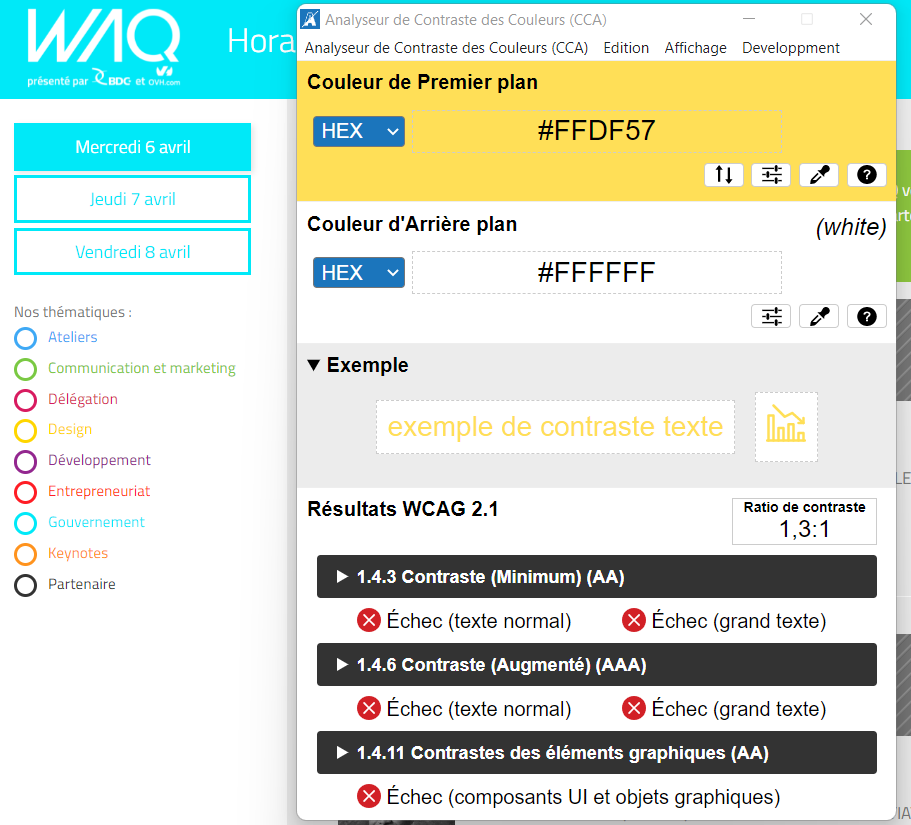 WAQ
présenté par BDG et OVH.com
Hora
Mercredi 6 avril
Jeudi 7 avril
Vendredi 8 avril
Nos thématiques :
Ateliers
Communication et marketing
Délégation
Design
Développement
Entrepreneuriat
Gouvernement
Keynotes
Partenaire
Analyseur de Contraste des Couleurs (CCA)
Analyseur de Contraste des Couleurs (CCA) Edition Affichage Developpment
Couleur de Premier plan
HEX #FFDF57
Couleur d'Arrière plan (white)
HEX #FFFFFF
▼ Exemple
exemple de contraste texte
Résultats WCAG 2.1
Ratio de contraste
1,3:1
▶ 1.4.3 Contraste (Minimum) (AA)
Échec (texte normal) Échec (grand texte)
▶ 1.4.6 Contraste (Augmenté) (AAA)
Échec (texte normal) Échec (grand texte)
▶ 1.4.11 Contrastes des éléments graphiques (AA)
Échec (composants UI et objets graphiques)